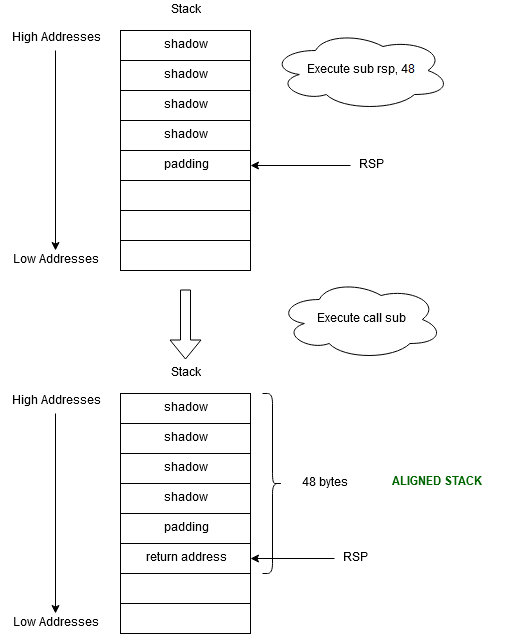 Stack
High Addresses
shadow
Execute sub rsp, 48
shadow
shadow
shadow
padding
RSP
Low Addresses
Execute call sub
Stack
High Addresses
shadow
shadow
shadow
48 bytes
ALIGNED STACK
shadow
padding
return address
RSP
Low Addresses